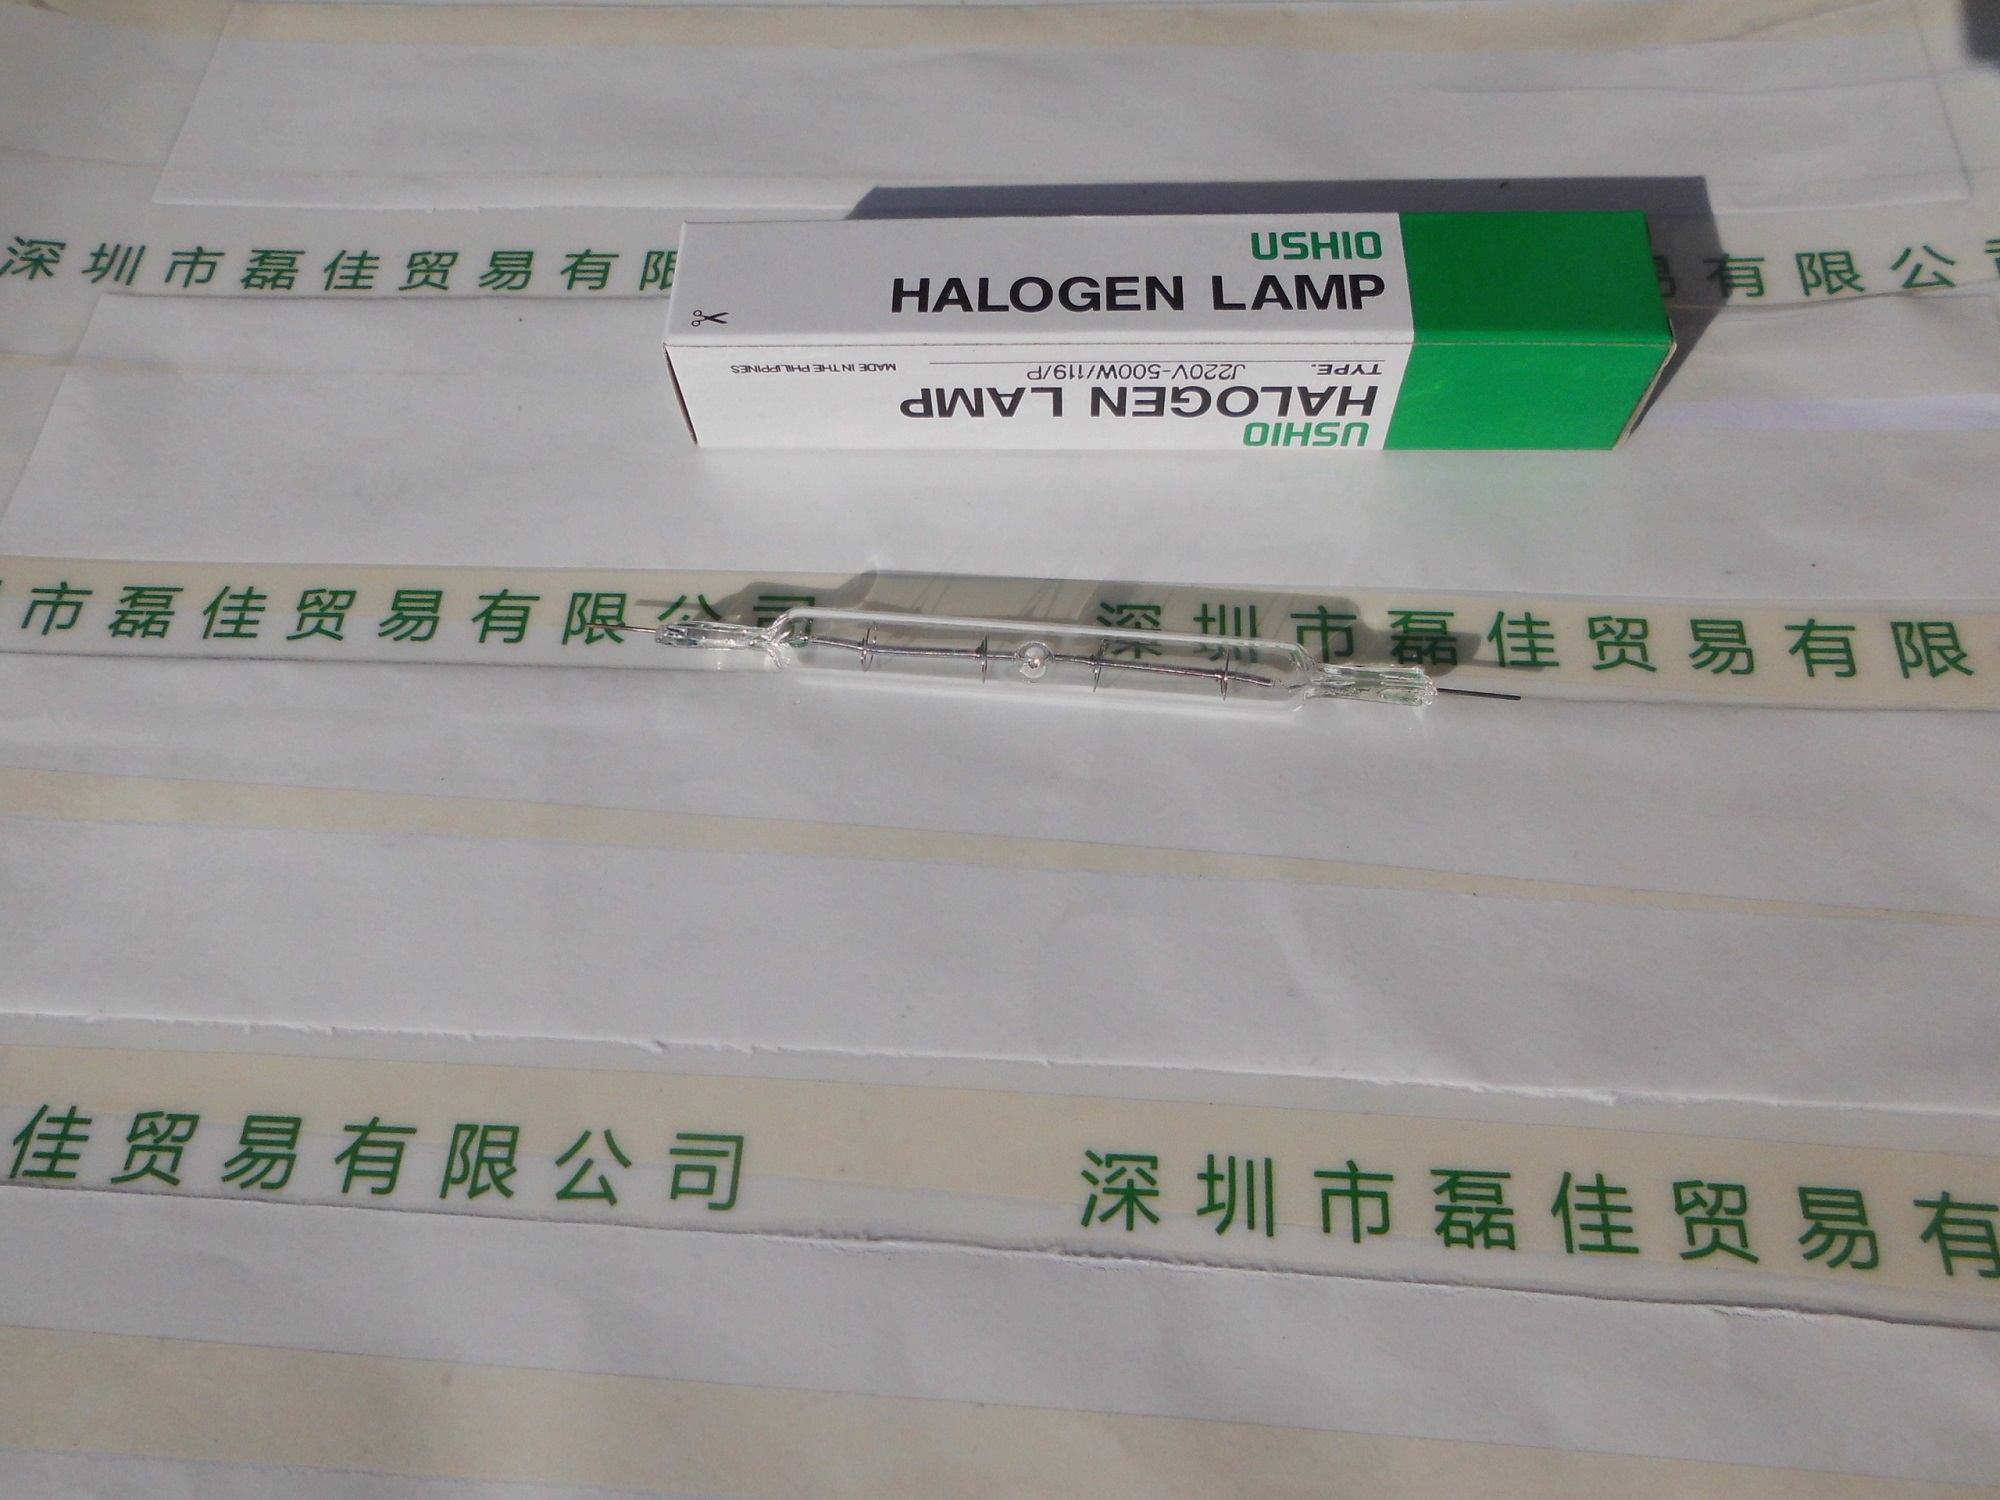 深圳市磊佳贸易有限
USHIO
HALOGEN LAMP
易有限公司
TYPE. J220V-500W/119/P MADE IN THE PHILIPPINES
HALOGEN LAMP
USHIO
市磊佳贸易有限公司 深圳市磊佳贸易有限
佳贸易有限公司 深圳市磊佳贸易有